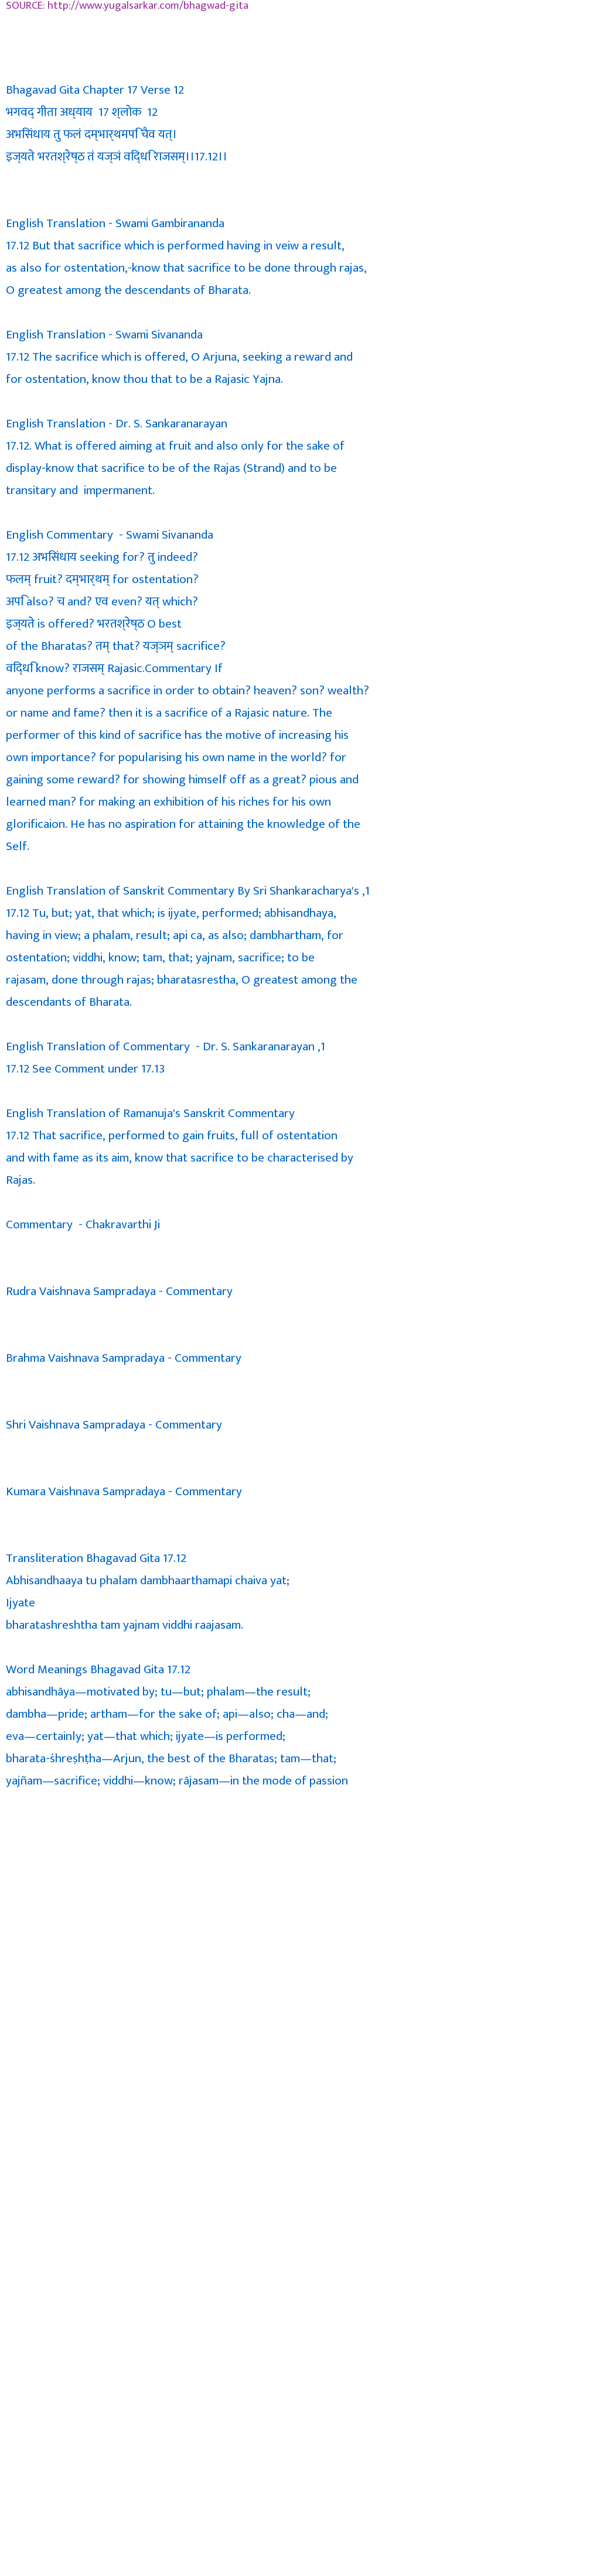 SOURCE: http://www.yugalsarkar.com/bhagwad-gita
Bhagavad Gita Chapter 17 Verse 12
भगवद् गीता अध्याय 17 श्लोक 12
अभिसंधाय तु फलं दम्भार्थमपि चैव यत्।
इज्यते भरतश्रेष्ठ तं यज्ञं विद्धि राजसम्।।17.12।।
English Translation - Swami Gambirananda
17.12 But that sacrifice which is performed having in veiw a result,
as also for ostentation,-know that sacrifice to be done through rajas,
O greatest among the descendants of Bharata.
English Translation - Swami Sivananda
17.12 The sacrifice which is offered, O Arjuna, seeking a reward and
for ostentation, know thou that to be a Rajasic Yajna.
English Translation - Dr. S. Sankaranarayan
17.12. What is offered aiming at fruit and also only for the sake of
display-know that sacrifice to be of the Rajas (Strand) and to be
transitary and impermanent.
English Commentary - Swami Sivananda
17.12 अभिसंधाय seeking for? तु indeed?
फलम् fruit? दम्भार्थम् for ostentation?
अपि also? च and? एव even? यत् which?
इज्यते is offered? भरतश्रेष्ठ O best
of the Bharatas? तम् that? यज्ञम् sacrifice?
विद्धि know? राजसम् Rajasic.Commentary If
anyone performs a sacrifice in order to obtain? heaven? son? wealth?
or name and fame? then it is a sacrifice of a Rajasic nature. The
performer of this kind of sacrifice has the motive of increasing his
own importance? for popularising his own name in the world? for
gaining some reward? for showing himself off as a great? pious and
learned man? for making an exhibition of his riches for his own
glorificaion. He has no aspiration for attaining the knowledge of the
Self.
English Translation of Sanskrit Commentary By Sri Shankaracharya's ,1
17.12 Tu, but; yat, that which; is ijyate, performed; abhisandhaya,
having in view; a phalam, result; api ca, as also; dambhartham, for
ostentation; viddhi, know; tam, that; yajnam, sacrifice; to be
rajasam, done through rajas; bharatasrestha, O greatest among the
descendants of Bharata.
English Translation of Commentary - Dr. S. Sankaranarayan ,1
17.12 See Comment under 17.13
English Translation of Ramanuja's Sanskrit Commentary
17.12 That sacrifice, performed to gain fruits, full of ostentation
and with fame as its aim, know that sacrifice to be characterised by
Rajas.
Commentary - Chakravarthi Ji
Rudra Vaishnava Sampradaya - Commentary
Brahma Vaishnava Sampradaya - Commentary
Shri Vaishnava Sampradaya - Commentary
Kumara Vaishnava Sampradaya - Commentary
Transliteration Bhagavad Gita 17.12
Abhisandhaaya tu phalam dambhaarthamapi chaiva yat;
Ijyate
bharatashreshtha tam yajnam viddhi raajasam.
Word Meanings Bhagavad Gita 17.12
abhisandhāya—motivated by; tu—but; phalam—the result;
dambha—pride; artham—for the sake of; api—also; cha—and;
eva—certainly; yat—that which; ijyate—is performed;
bharata-śhreṣhṭha—Arjun, the best of the Bharatas; tam—that;
yajñam—sacrifice; viddhi—know; rājasam—in the mode of passion